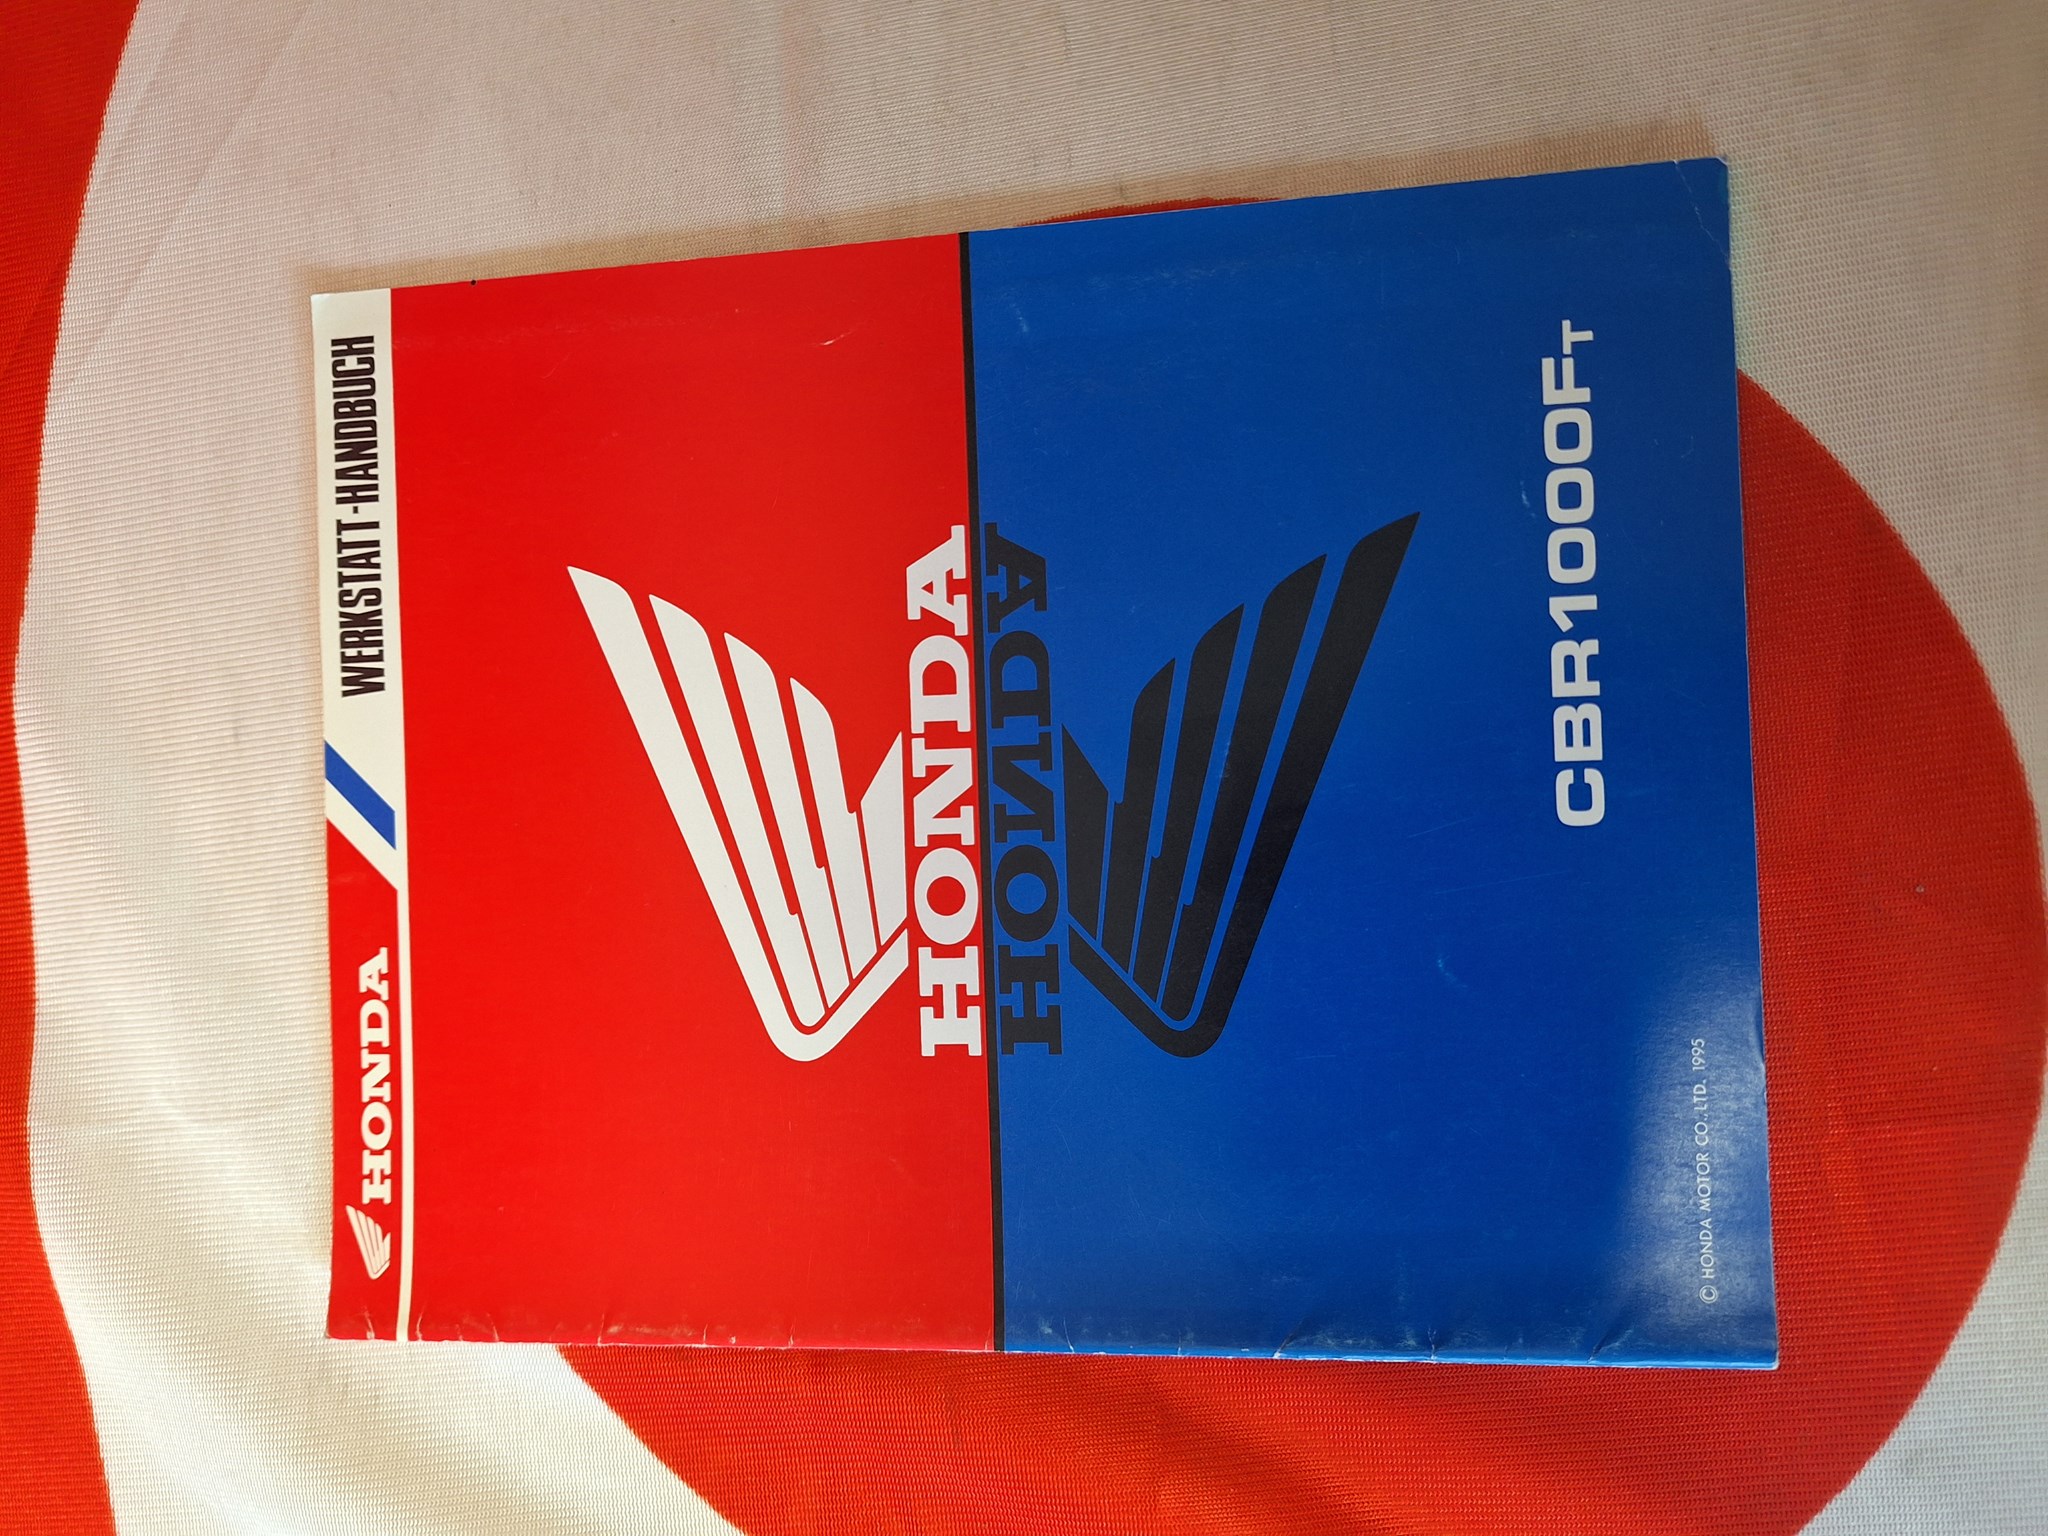 HONDA WERKSTATT-HANDBUCH
HONDA
HONDA
CBR1000FT
© HONDA MOTOR CO., LTD. 1995